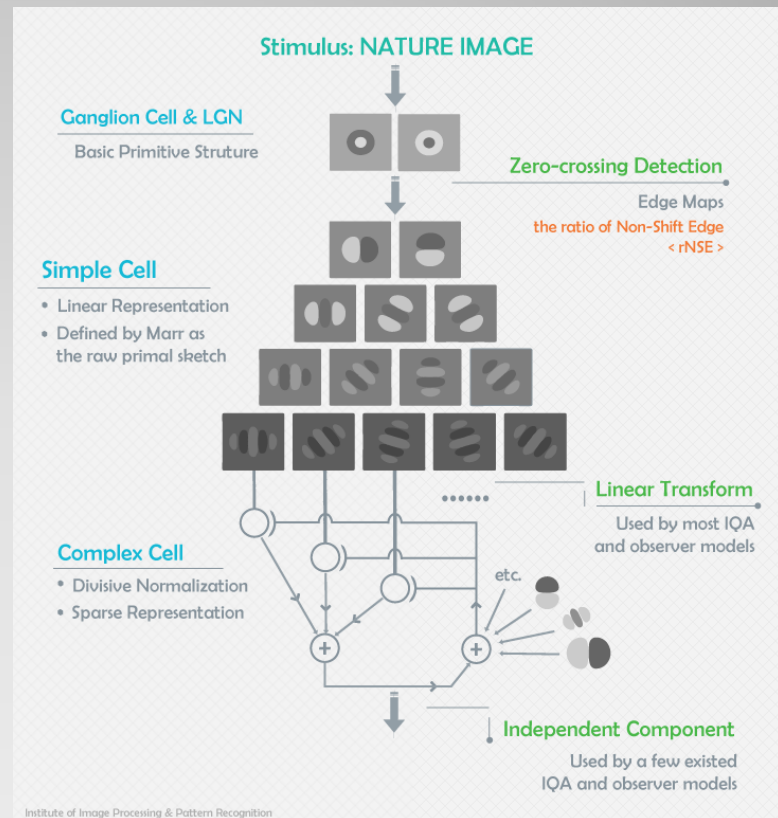 Stimulus: NATURE IMAGE
Ganglion Cell & LGN
Basic Primitive Struture
Zero-crossing Detection
Edge Maps
the ratio of Non-Shift Edge
< rNSE >
Simple Cell
• Linear Representation
• Defined by Marr as
the raw primal sketch
Linear Transform
Used by most IQA
and observer models
Complex Cell
• Divisive Normalization
• Sparse Representation
etc.
+
+
Independent Component
Used by a few existed
IQA and observer models
Institute of Image Processing & Pattern Recognition